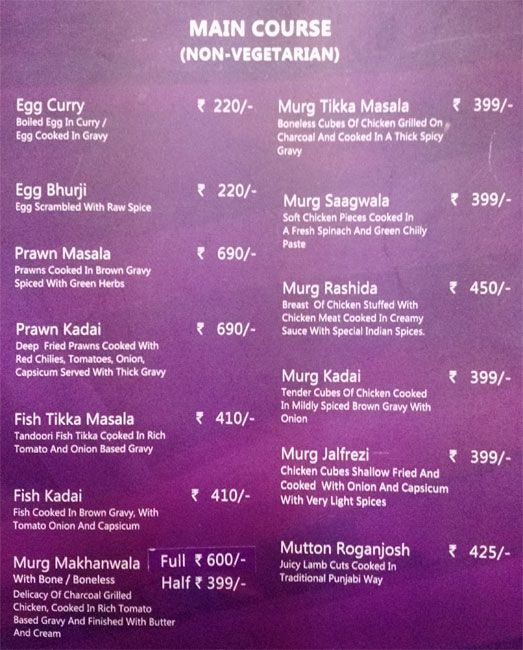 MAIN COURSE
(NON-VEGETARIAN)
Egg Curry ₹ 220/-
Boiled Egg In Curry /
Egg Cooked In Gravy
Egg Bhurji ₹ 220/-
Egg Scrambled With Raw Spice
Prawn Masala ₹ 690/-
Prawns Cooked In Brown Gravy
Spiced With Green Herbs
Prawn Kadai ₹ 690/-
Deep Fried Prawns Cooked With
Red Chilies, Tomatoes, Onion,
Capsicum Served With Thick Gravy
Fish Tikka Masala ₹ 410/-
Tandoori Fish Tikka Cooked In Rich
Tomato And Onion Based Gravy
Fish Kadai ₹ 410/-
Fish Cooked In Brown Gravy, With
Tomato Onion And Capsicum
Murg Makhanwala Full ₹ 600/-
With Bone / Boneless Half ₹ 399/-
Delicacy Of Charcoal Grilled
Chicken, Cooked In Rich Tomato
Based Gravy And Finished With Butter
And Cream
Murg Tikka Masala ₹ 399/-
Boneless Cubes Of Chicken Grilled On
Charcoal And Cooked In A Thick Spicy
Gravy
Murg Saagwala ₹ 399/-
Soft Chicken Pieces Cooked In
A Fresh Spinach And Green Chilly
Paste
Murg Rashida ₹ 450/-
Breast Of Chicken Stuffed With
Chicken Meat Cooked In Creamy
Sauce With Special Indian Spices.
Murg Kadai ₹ 399/-
Tender Cubes Of Chicken Cooked
In Mildly Spiced Brown Gravy With
Onion
Murg Jalfrezi ₹ 399/-
Chicken Cubes Shallow Fried And
Cooked With Onion And Capsicum
With Very Light Spices
Mutton Roganjosh ₹ 425/-
Juicy Lamb Cuts Cooked In
Traditional Punjabi Way